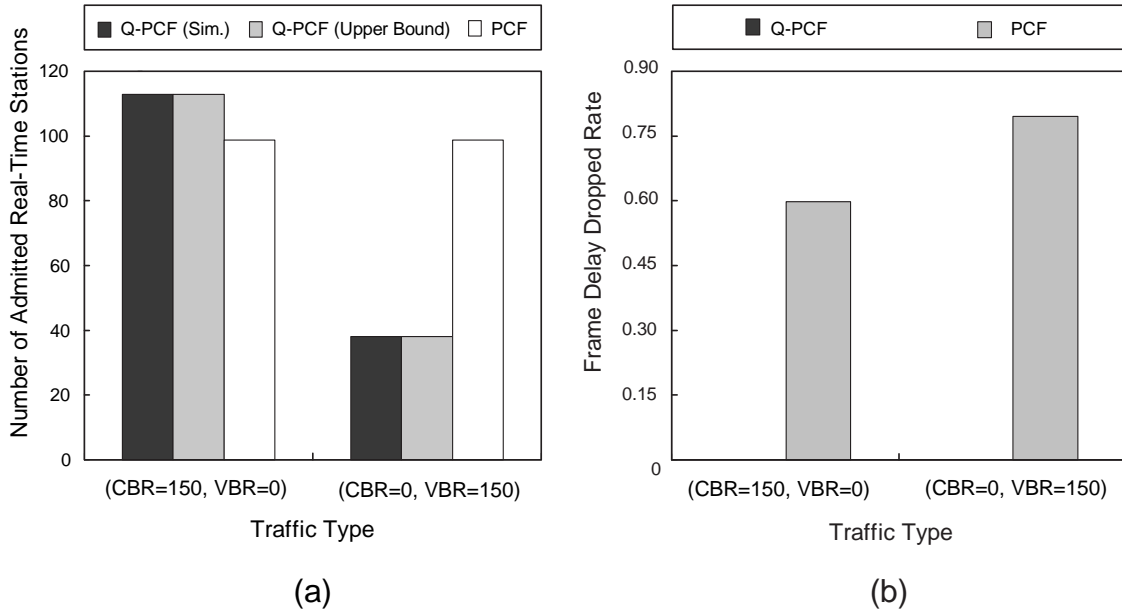 Q-PCF (Sim.) Q-PCF (Upper Bound) PCF
Number of Admitted Real-Time Stations
120
100
80
60
40
20
0
(CBR=150, VBR=0) (CBR=0, VBR=150)
Traffic Type
(a)
Q-PCF PCF
Frame Delay Dropped Rate
0.90
0.75
0.60
0.45
0.30
0.15
0
(CBR=150, VBR=0) (CBR=0, VBR=150)
Traffic Type
(b)